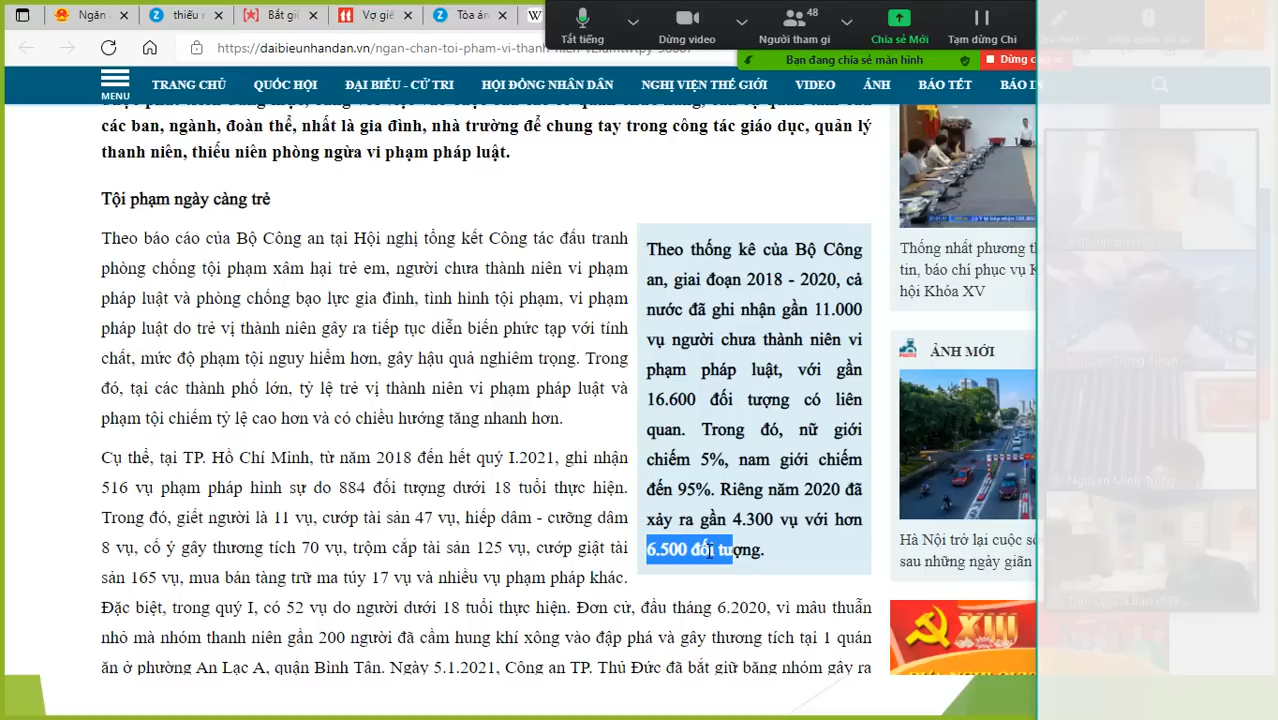 Ngăn
thiếu n
Bắt giữ
Vợ giế
Tòa án
Tắt tiếng
Dừng video
48
Người tham gi
Chia sẻ Mới
Tạm dừng Chi
https://daibieunhandan.vn/ngan-chan-toi-pham-vi-thanh-nien-
Bạn đang chia sẻ màn hình
Dừng c
MENU
TRANG CHỦ
QUỐC HỘI
ĐẠI BIỂU - CỬ TRI
HỘI ĐỒNG NHÂN DÂN
NGHỊ VIỆN THẾ GIỚI
VIDEO
ẢNH
BÁO TẾT
BÁO IN
các ban, ngành, đoàn thể, nhất là gia đình, nhà trường để chung tay trong công tác giáo dục, quản lý
thanh niên, thiếu niên phòng ngừa vi phạm pháp luật.
Tội phạm ngày càng trẻ
Theo báo cáo của Bộ Công an tại Hội nghị tổng kết Công tác đấu tranh
phòng chống tội phạm xâm hại trẻ em, người chưa thành niên vi phạm
pháp luật và phòng chống bạo lực gia đình, tình hình tội phạm, vi phạm
pháp luật do trẻ vị thành niên gây ra tiếp tục diễn biến phức tạp với tính
chất, mức độ phạm tội nguy hiểm hơn, gây hậu quả nghiêm trọng. Trong
đó, tại các thành phố lớn, tỷ lệ trẻ vị thành niên vi phạm pháp luật và
phạm tội chiếm tỷ lệ cao hơn và có chiều hướng tăng nhanh hơn.
Cụ thể, tại TP. Hồ Chí Minh, từ năm 2018 đến hết quý I.2021, ghi nhận
516 vụ phạm pháp hình sự do 884 đối tượng dưới 18 tuổi thực hiện.
Trong đó, giết người là 11 vụ, cướp tài sản 47 vụ, hiếp dâm - cưỡng dâm
8 vụ, cố ý gây thương tích 70 vụ, trộm cắp tài sản 125 vụ, cướp giật tài
sản 165 vụ, mua bán tàng trữ ma túy 17 vụ và nhiều vụ phạm pháp khác.
Đặc biệt, trong quý I, có 52 vụ do người dưới 18 tuổi thực hiện. Đơn cử, đầu tháng 6.2020, vì mâu thuẫn
nhỏ mà nhóm thanh niên gần 200 người đã cầm hung khí xông vào đập phá và gây thương tích tại 1 quán
ăn ở phường An Lạc A, quận Bình Tân. Ngày 5.1.2021, Công an TP. Thủ Đức đã bắt giữ băng nhóm gây ra
Theo thống kê của Bộ Công
an, giai đoạn 2018 - 2020, cả
nước đã ghi nhận gần 11.000
vụ người chưa thành niên vi
phạm pháp luật, với gần
16.600 đối tượng có liên
quan. Trong đó, nữ giới
chiếm 5%, nam giới chiếm
đến 95%. Riêng năm 2020 đã
xảy ra gần 4.300 vụ với hơn
6.500 đối tượng.
Thống nhất phương th
tin, báo chí phục vụ K
hội Khóa XV
ẢNH MỚI
Hà Nội trở lại cuộc s
sau những ngày giãn
XIII
Nguyen Trong Nhan
Nguyen Minh Trung